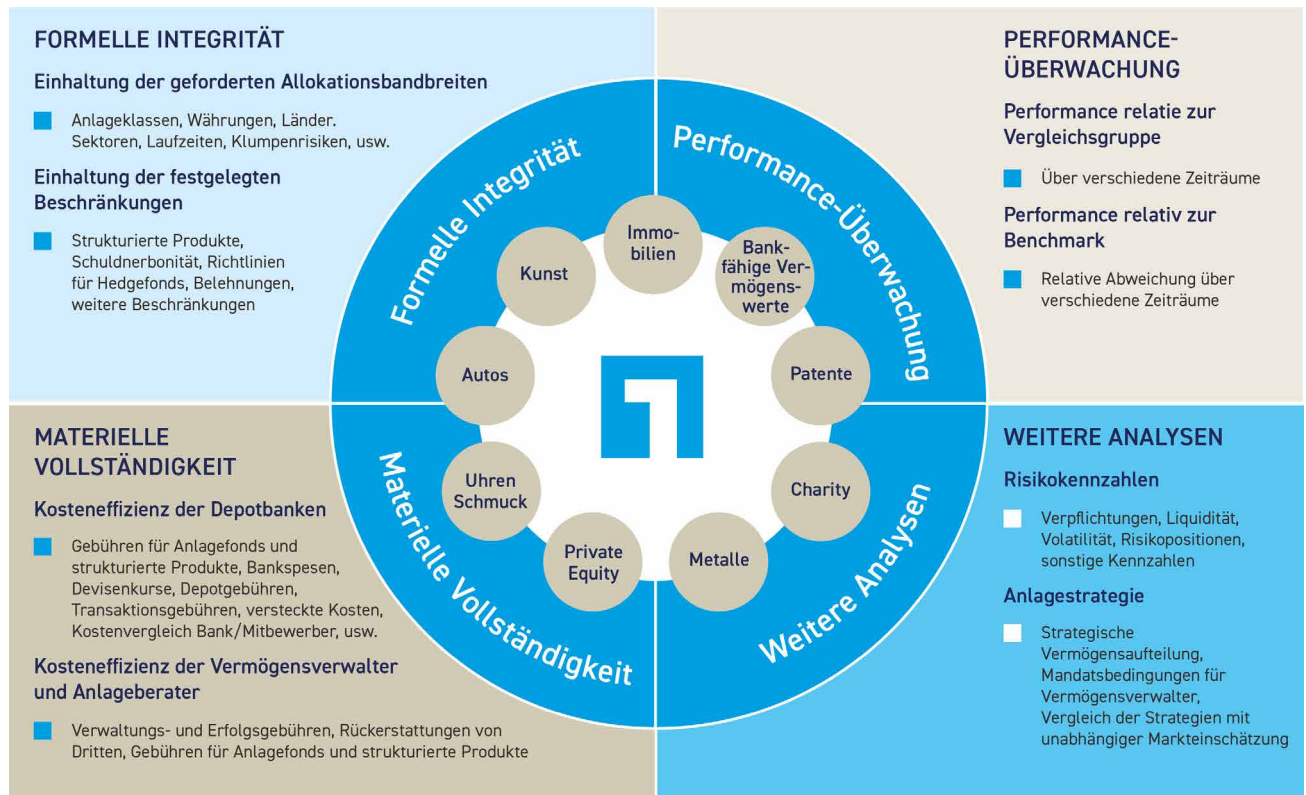 FORMELLE INTEGRITÄT
Einhaltung der geforderten Allokationsbandbreiten
Anlageklassen, Währungen, Länder.
Sektoren, Laufzeiten, Klumpenrisiken, usw.
Einhaltung der festgelegten
Beschränkungen
Strukturierte Produkte,
Schuldnerbonität, Richtlinien
für Hedgefonds, Belehnungen,
weitere Beschränkungen
PERFORMANCE-
ÜBERWACHUNG
Performance relatie zur
Vergleichsgruppe
Über verschiedene Zeiträume
Performance relativ zur
Benchmark
Relative Abweichung über
verschiedene Zeiträume
Formelle Integrität
Performance-Überwachung
Materielle Vollständigkeit
Weitere Analysen
Immo-
bilien
Bank-
fähige Ver-
mögens-
werte
Patente
Charity
Metalle
Private
Equity
Uhren
Schmuck
Autos
Kunst
MATERIELLE
VOLLSTÄNDIGKEIT
Kosteneffizienz der Depotbanken
Gebühren für Anlagefonds und
strukturierte Produkte, Bankspesen,
Devisenkurse, Depotgebühren,
Transaktionsgebühren, versteckte Kosten,
Kostenvergleich Bank/Mitbewerber, usw.
Kosteneffizienz der Vermögensverwalter
und Anlageberater
Verwaltungs- und Erfolgsgebühren, Rückerstattungen von
Dritten, Gebühren für Anlagefonds und strukturierte Produkte
WEITERE ANALYSEN
Risikokennzahlen
Verpflichtungen, Liquidität,
Volatilität, Risikopositionen,
sonstige Kennzahlen
Anlagestrategie
Strategische
Vermögensaufteilung,
Mandatsbedingungen für
Vermögensverwalter,
Vergleich der Strategien mit
unabhängiger Markteinschätzung